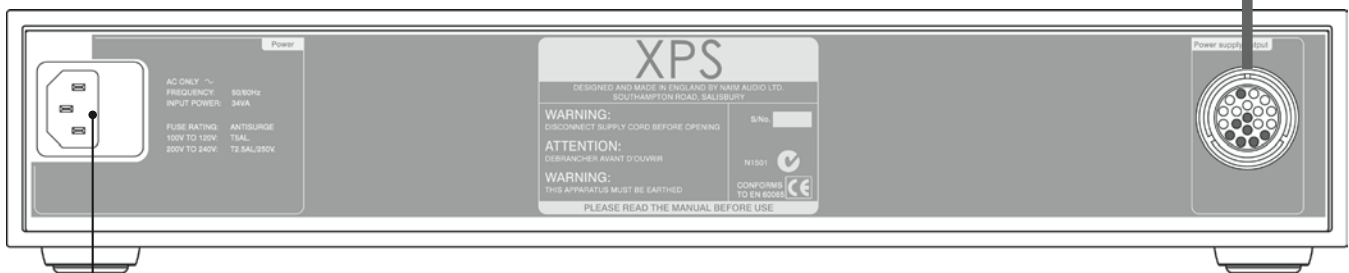 Power
AC ONLY ~
FREQUENCY: 50/60Hz
INPUT POWER: 34VA
FUSE RATING: ANTISURGE
100V TO 120V: T5AL.
200V TO 240V: T2.5AL/250V.
XPS
DESIGNED AND MADE IN ENGLAND BY NAIM AUDIO LTD.
SOUTHAMPTON ROAD, SALISBURY
WARNING:
DISCONNECT SUPPLY CORD BEFORE OPENING
ATTENTION:
DEBRANCHER AVANT D'OUVRIR
WARNING:
THIS APPARATUS MUST BE EARTHED
S/No.
N1501
CONFORMS
TO EN 60065
CE
PLEASE READ THE MANUAL BEFORE USE
Power supply